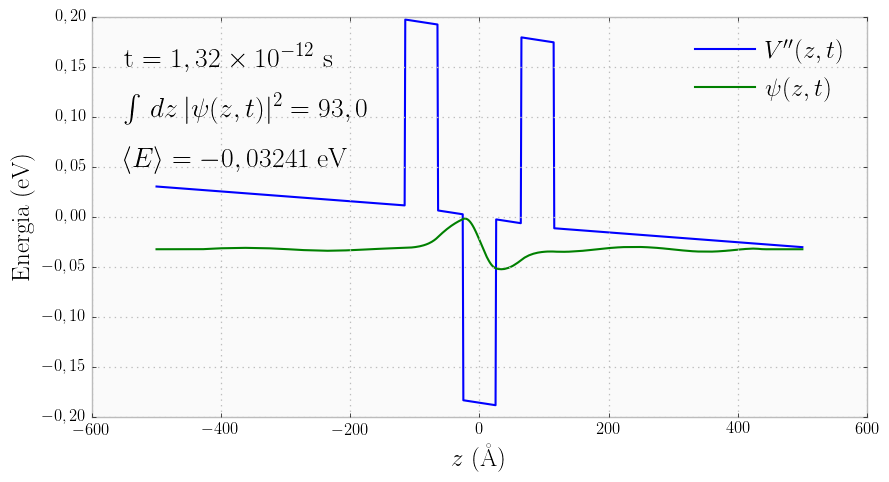 t = 1,32 × 10⁻¹² s
∫ dz |ψ(z,t)|² = 93,0
⟨E⟩ = −0,03241 eV
V′′(z,t)
ψ(z,t)
Energia (eV)
0,20
0,15
0,10
0,05
0,00
−0,05
−0,10
−0,15
−0,20
−600 −400 −200 0 200 400 600
z (Å)